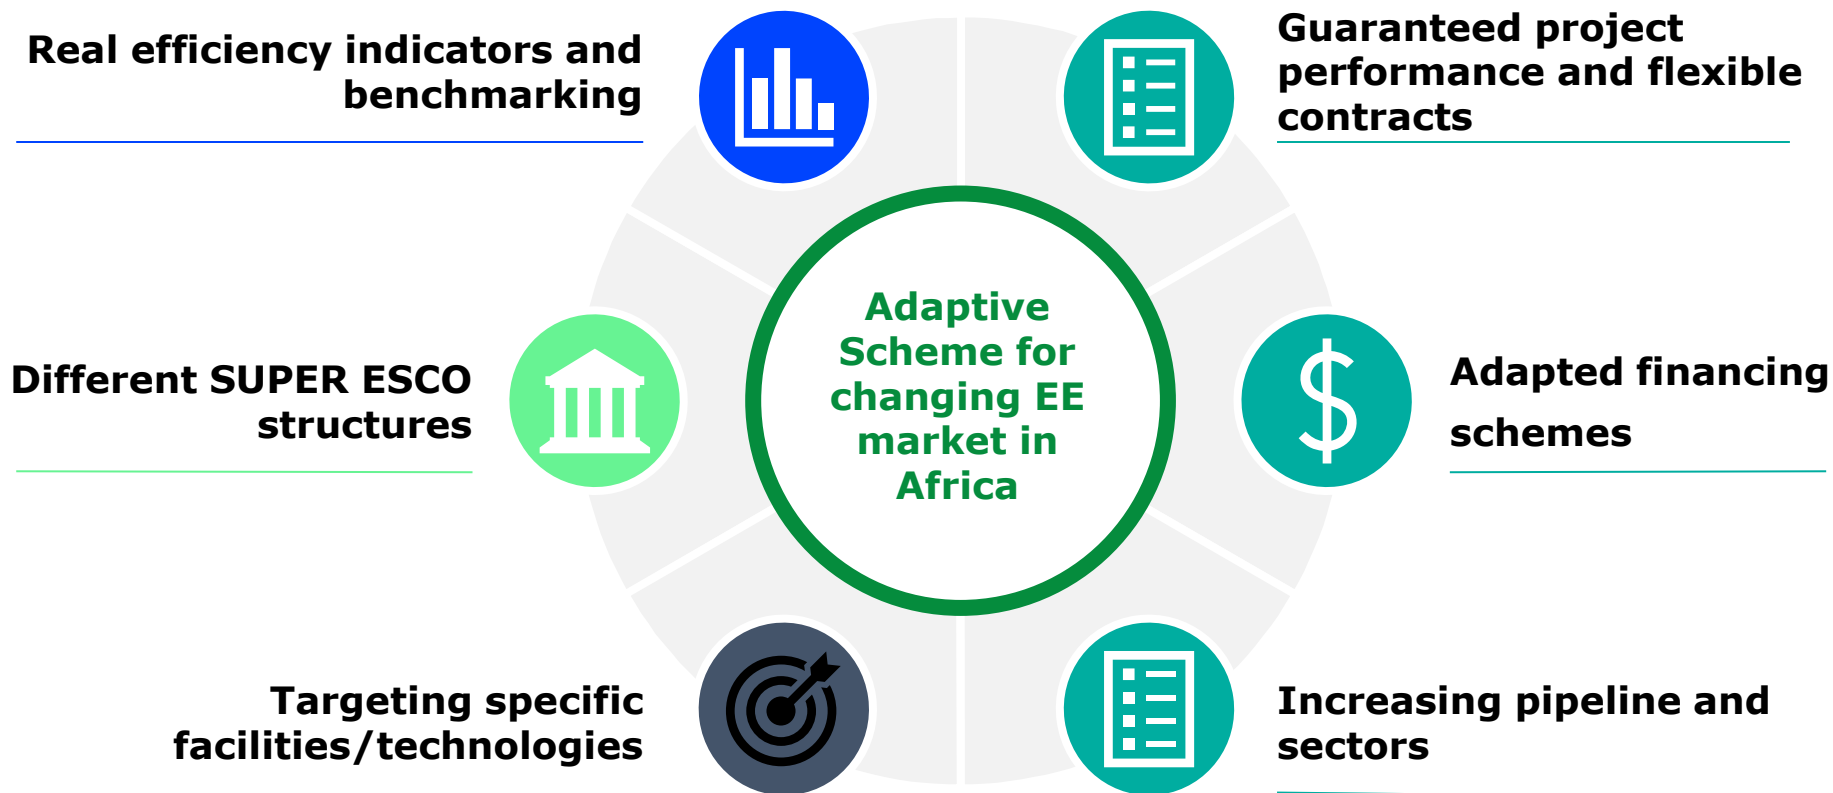 Real efficiency indicators and
benchmarking
Guaranteed project
performance and flexible
contracts
Adaptive
Scheme for
changing EE
market in
Africa
Different SUPER ESCO
structures
Adapted financing
schemes
Targeting specific
facilities/technologies
Increasing pipeline and
sectors